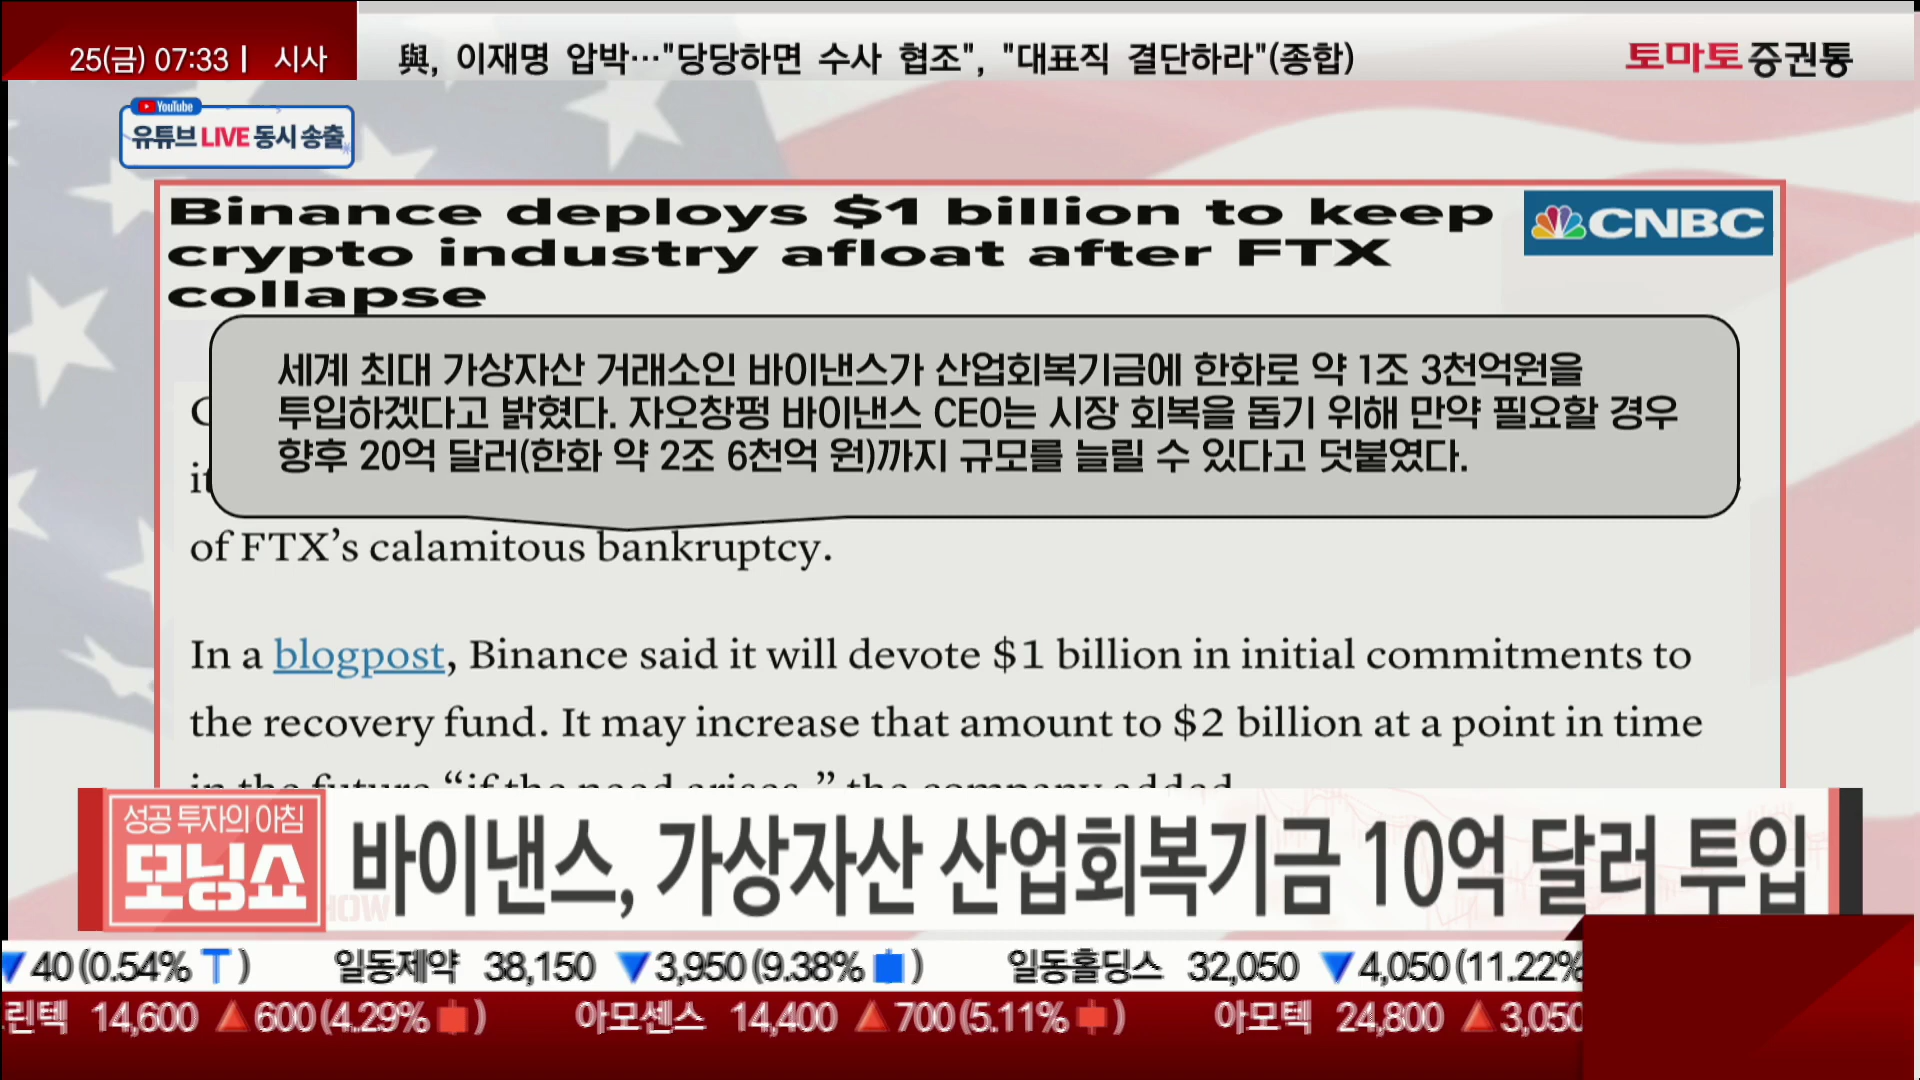 25(금) 07:33 | 시사
與, 이재명 압박…"당당하면 수사 협조", "대표직 결단하라"(종합)
토마토증권통
YouTube
유튜브 LIVE 동시 송출
Binance deploys $1 billion to keep
crypto industry afloat after FTX
collapse
CNBC
세계 최대 가상자산 거래소인 바이낸스가 산업회복기금에 한화로 약 1조 3천억원을
투입하겠다고 밝혔다. 자오창펑 바이낸스 CEO는 시장 회복을 돕기 위해 만약 필요할 경우
향후 20억 달러(한화 약 2조 6천억 원)까지 규모를 늘릴 수 있다고 덧붙였다.
of FTX’s calamitous bankruptcy.
In a blogpost, Binance said it will devote $1 billion in initial commitments to
the recovery fund. It may increase that amount to $2 billion at a point in time
in the future “if the need arises,” the company added.
성공 투자의 아침
모닝쇼
바이낸스, 가상자산 산업회복기금 10억 달러 투입
▼40(0.54% T) 일동제약 38,150 ▼3,950(9.38% ) 일동홀딩스 32,050 ▼4,050(11.22%
린텍 14,600 ▲600(4.29% ) 아모센스 14,400 ▲700(5.11% ) 아모텍 24,800 ▲3,050